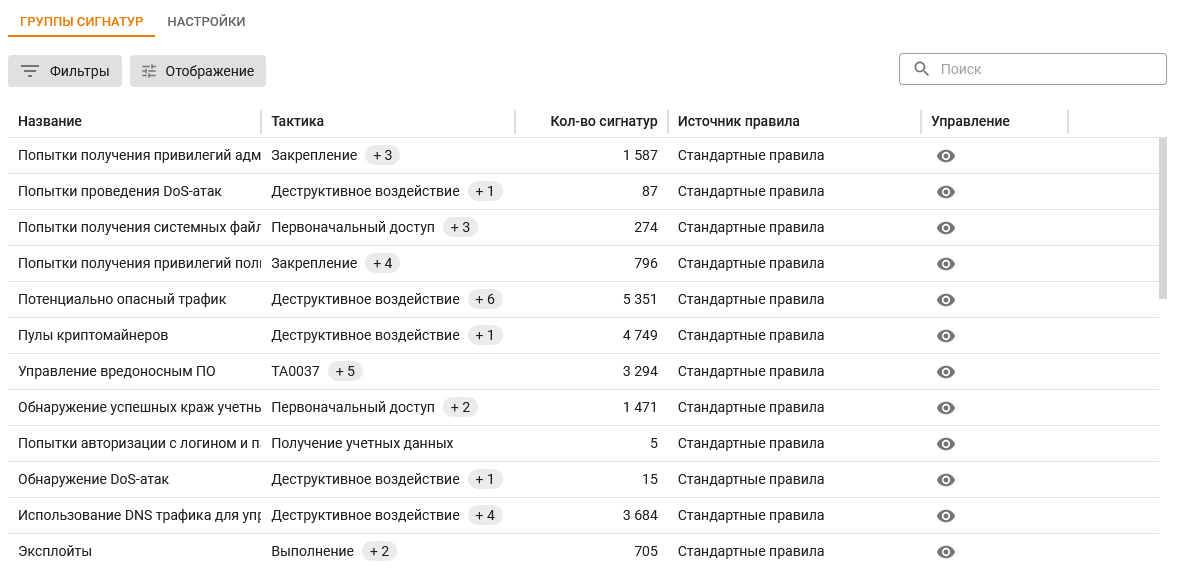 ГРУППЫ СИГНАТУР НАСТРОЙКИ
Фильтры Отображение Поиск
Название Тактика Кол-во сигнатур Источник правила Управление
Попытки получения привилегий адм Закрепление + 3 1 587 Стандартные правила
Попытки проведения DoS-атак Деструктивное воздействие + 1 87 Стандартные правила
Попытки получения системных файл Первоначальный доступ + 3 274 Стандартные правила
Попытки получения привилегий пол Закрепление + 4 796 Стандартные правила
Потенциально опасный трафик Деструктивное воздействие + 6 5 351 Стандартные правила
Пулы криптомайнеров Деструктивное воздействие + 1 4 749 Стандартные правила
Управление вредоносным ПО TA0037 + 5 3 294 Стандартные правила
Обнаружение успешных краж учетны Первоначальный доступ + 2 1 471 Стандартные правила
Попытки авторизации с логином и п Получение учетных данных 5 Стандартные правила
Обнаружение DoS-атак Деструктивное воздействие + 1 15 Стандартные правила
Использование DNS трафика для упр Деструктивное воздействие + 4 3 684 Стандартные правила
Эксплойты Выполнение + 2 705 Стандартные правила